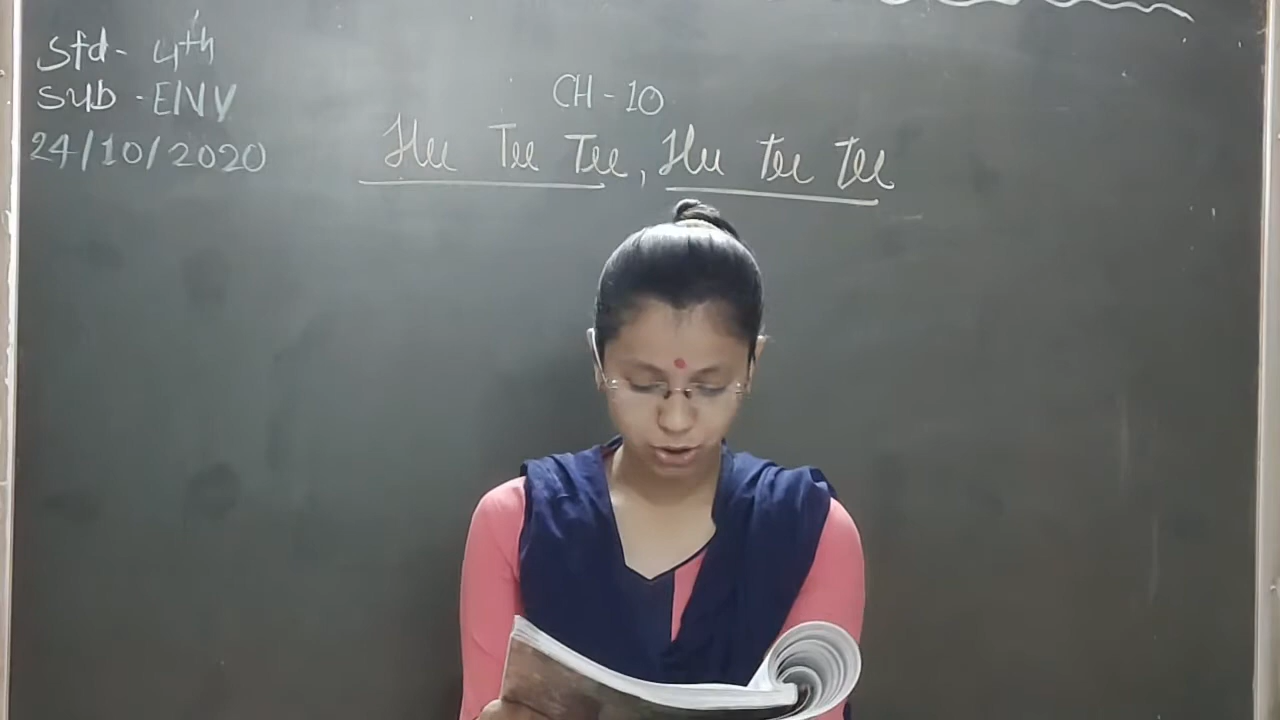 Std - 4th
Sub - ENV
24/10/2020
CH - 10
Hu Tu Tu, Hu tu tu